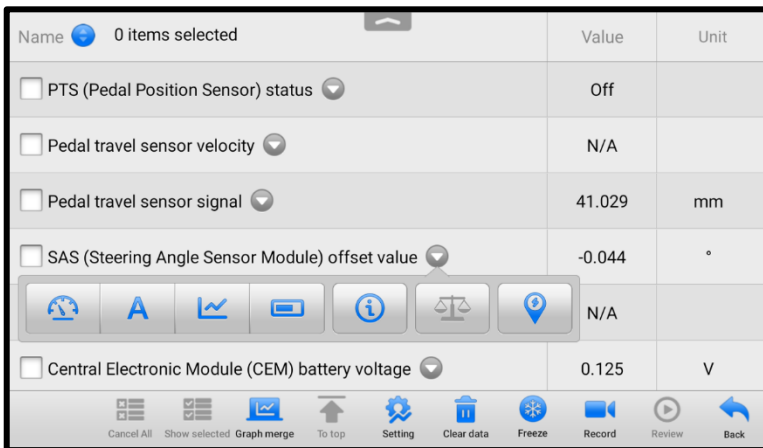 Name 0 items selected Value Unit
PTS (Pedal Position Sensor) status Off
Pedal travel sensor velocity N/A
Pedal travel sensor signal 41.029 mm
SAS (Steering Angle Sensor Module) offset value -0.044 °
A N/A
Central Electronic Module (CEM) battery voltage 0.125 V
Cancel All Show selected Graph merge To top Setting Clear data Freeze Record Review Back